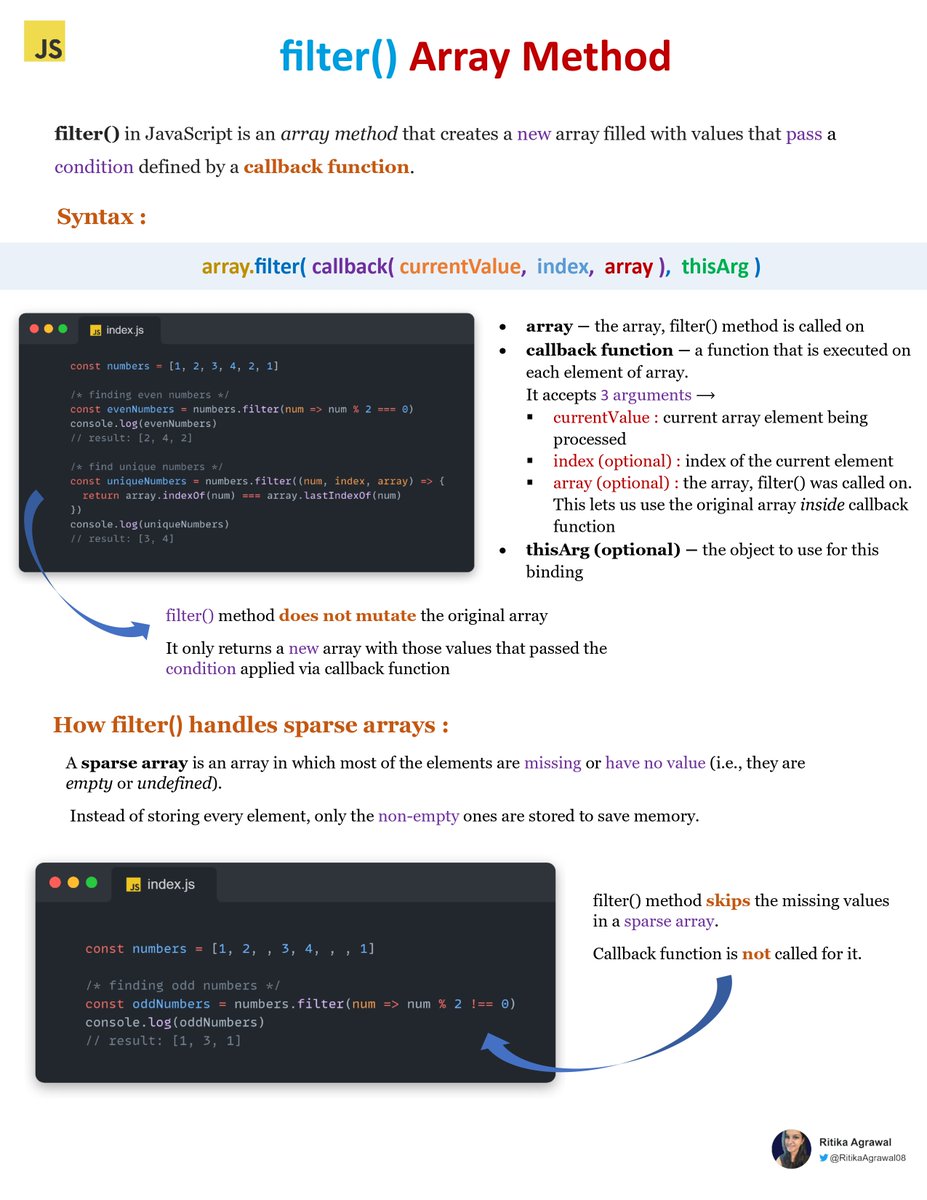 JS
filter() Array Method
filter() in JavaScript is an array method that creates a new array filled with values that pass a
condition defined by a callback function.
Syntax :
array.filter( callback( currentValue, index, array ), thisArg )
JS index.js
const numbers = [1, 2, 3, 4, 2, 1]
/* finding even numbers */
const evenNumbers = numbers.filter(num => num % 2 === 0)
console.log(evenNumbers)
// result: [2, 4, 2]
/* find unique numbers */
const uniqueNumbers = numbers.filter((num, index, array) => {
return array.indexOf(num) === array.lastIndexOf(num)
})
console.log(uniqueNumbers)
// result: [3, 4]
• array — the array, filter() method is called on
• callback function — a function that is executed on
each element of array.
It accepts 3 arguments ⟶
▪ currentValue : current array element being
processed
▪ index (optional) : index of the current element
▪ array (optional) : the array, filter() was called on.
This lets us use the original array inside callback
function
• thisArg (optional) — the object to use for this
binding
filter() method does not mutate the original array
It only returns a new array with those values that passed the
condition applied via callback function
How filter() handles sparse arrays :
A sparse array is an array in which most of the elements are missing or have no value (i.e., they are
empty or undefined).
Instead of storing every element, only the non-empty ones are stored to save memory.
JS index.js
const numbers = [1, 2, , 3, 4, , , 1]
/* finding odd numbers */
const oddNumbers = numbers.filter(num => num % 2 !== 0)
console.log(oddNumbers)
// result: [1, 3, 1]
filter() method skips the missing values
in a sparse array.
Callback function is not called for it.
Ritika Agrawal
@RitikaAgrawal08